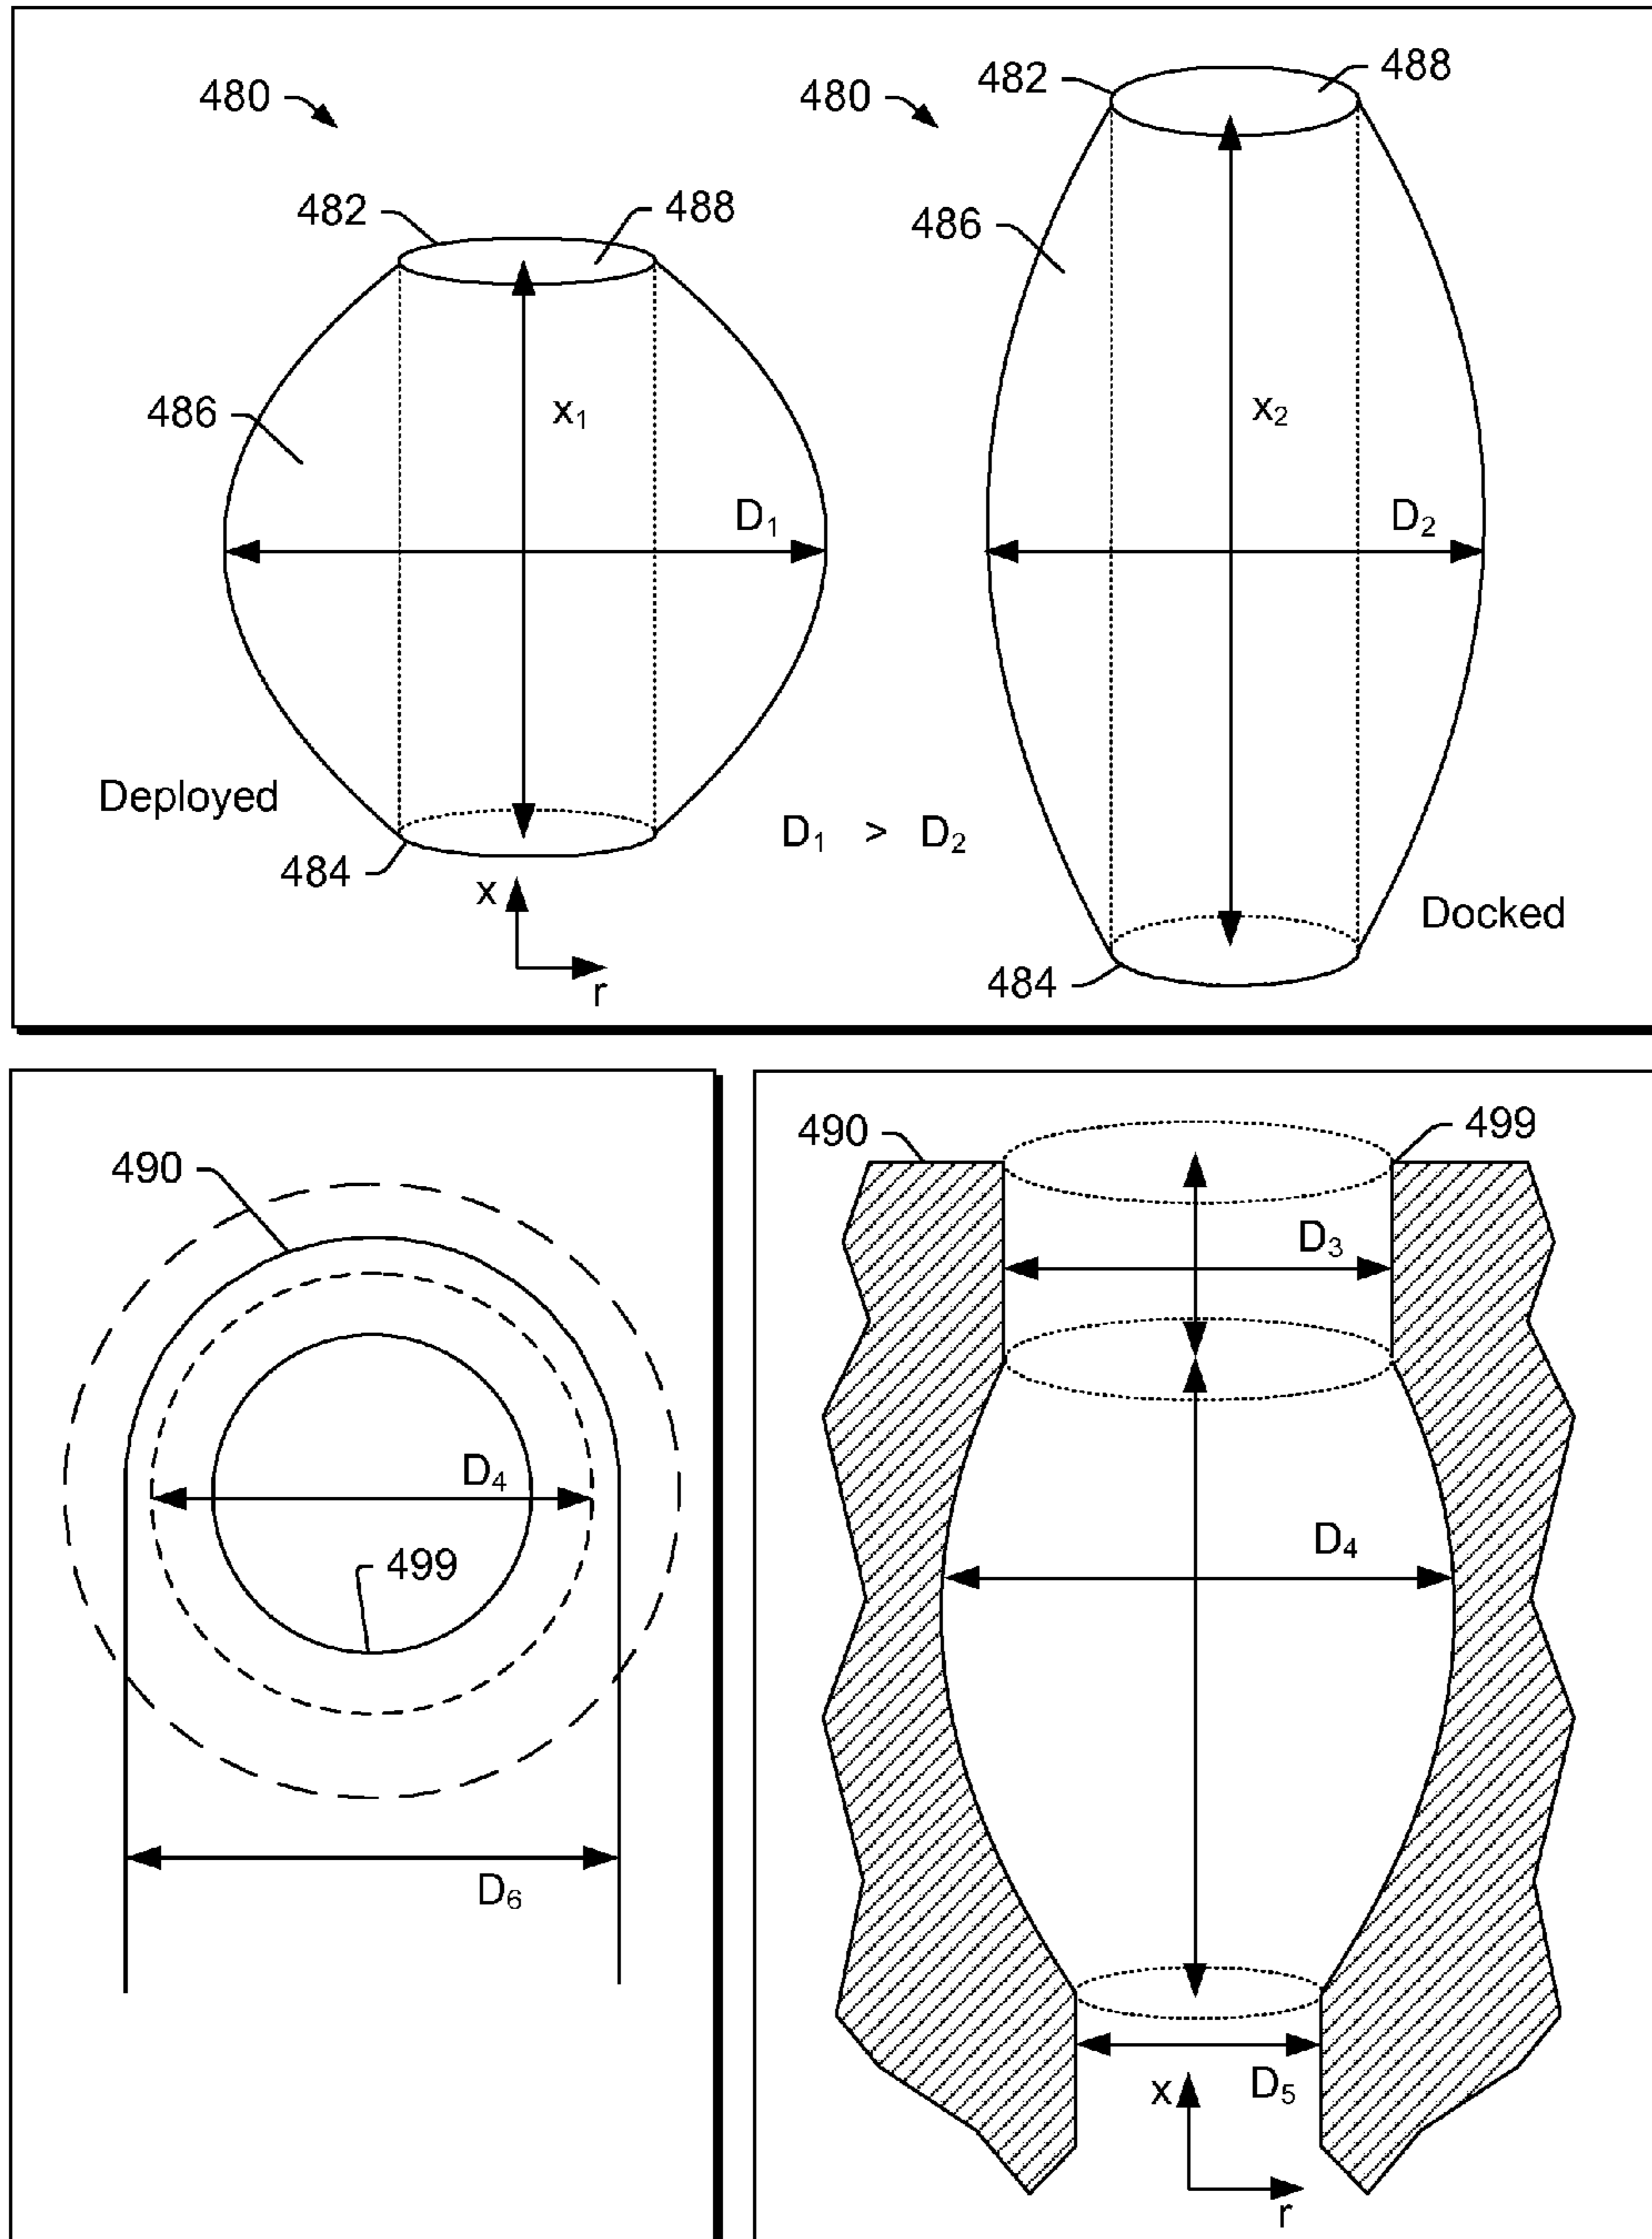 480
482
488
486
x₁
D₁
Deployed
484
x
r
D₁ > D₂
480
482
488
486
x₂
D₂
Docked
484
490
D₄
499
D₆
490
499
D₃
D₄
D₅
x
r